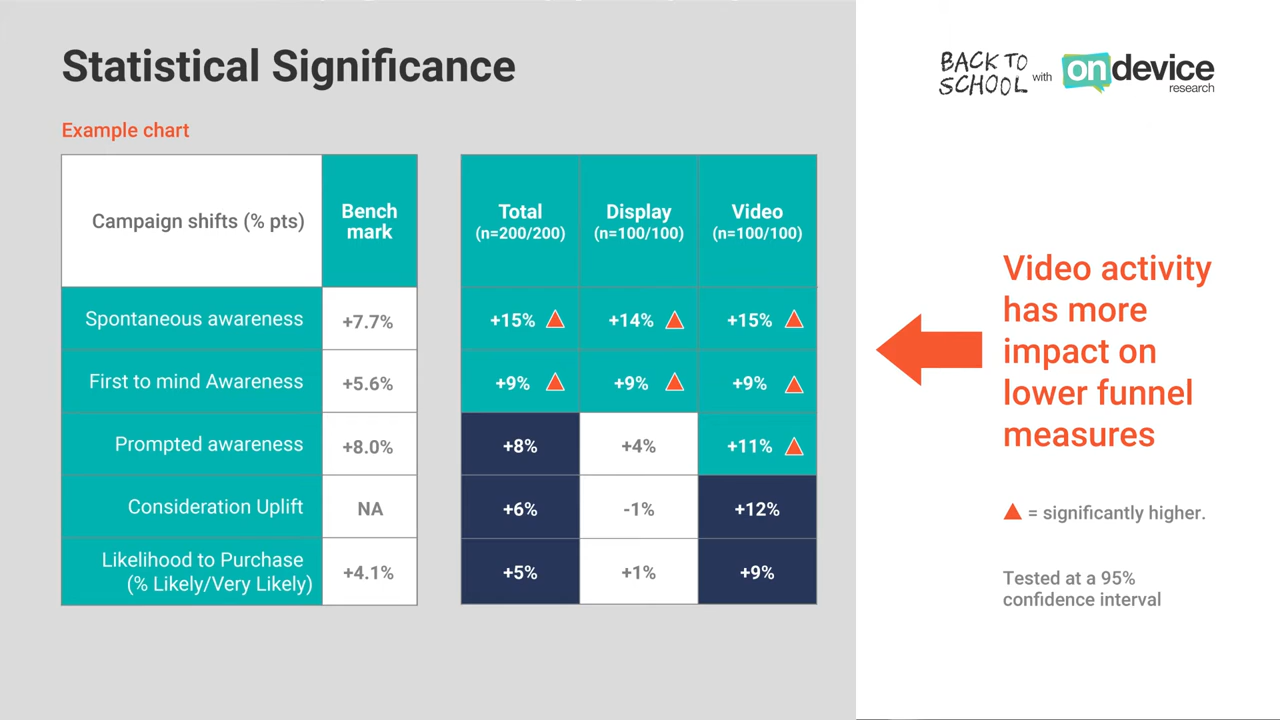 Statistical Significance
BACK TO
SCHOOL
with
ondevice
research
Example chart
Campaign shifts (% pts)
Bench
mark
Total
(n=200/200)
Display
(n=100/100)
Video
(n=100/100)
Spontaneous awareness
+7.7%
+15%
+14%
+15%
First to mind Awareness
+5.6%
+9%
+9%
+9%
Prompted awareness
+8.0%
+8%
+4%
+11%
Consideration Uplift
NA
+6%
-1%
+12%
Likelihood to Purchase
(% Likely/Very Likely)
+4.1%
+5%
+1%
+9%
Video activity
has more
impact on
lower funnel
measures
= significantly higher.
Tested at a 95%
confidence interval